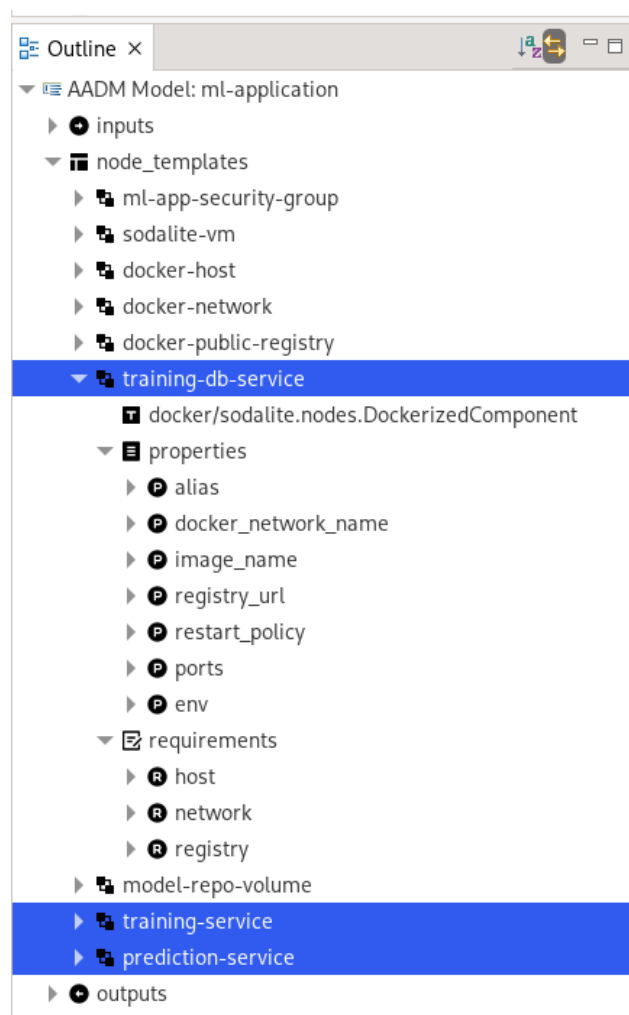 Outline
AADM Model: ml-application
inputs
node_templates
ml-app-security-group
sodalite-vm
docker-host
docker-network
docker-public-registry
training-db-service
T docker/sodalite.nodes.DockerizedComponent
properties
P alias
P docker_network_name
P image_name
P registry_url
P restart_policy
P ports
P env
requirements
R host
R network
R registry
model-repo-volume
training-service
prediction-service
outputs